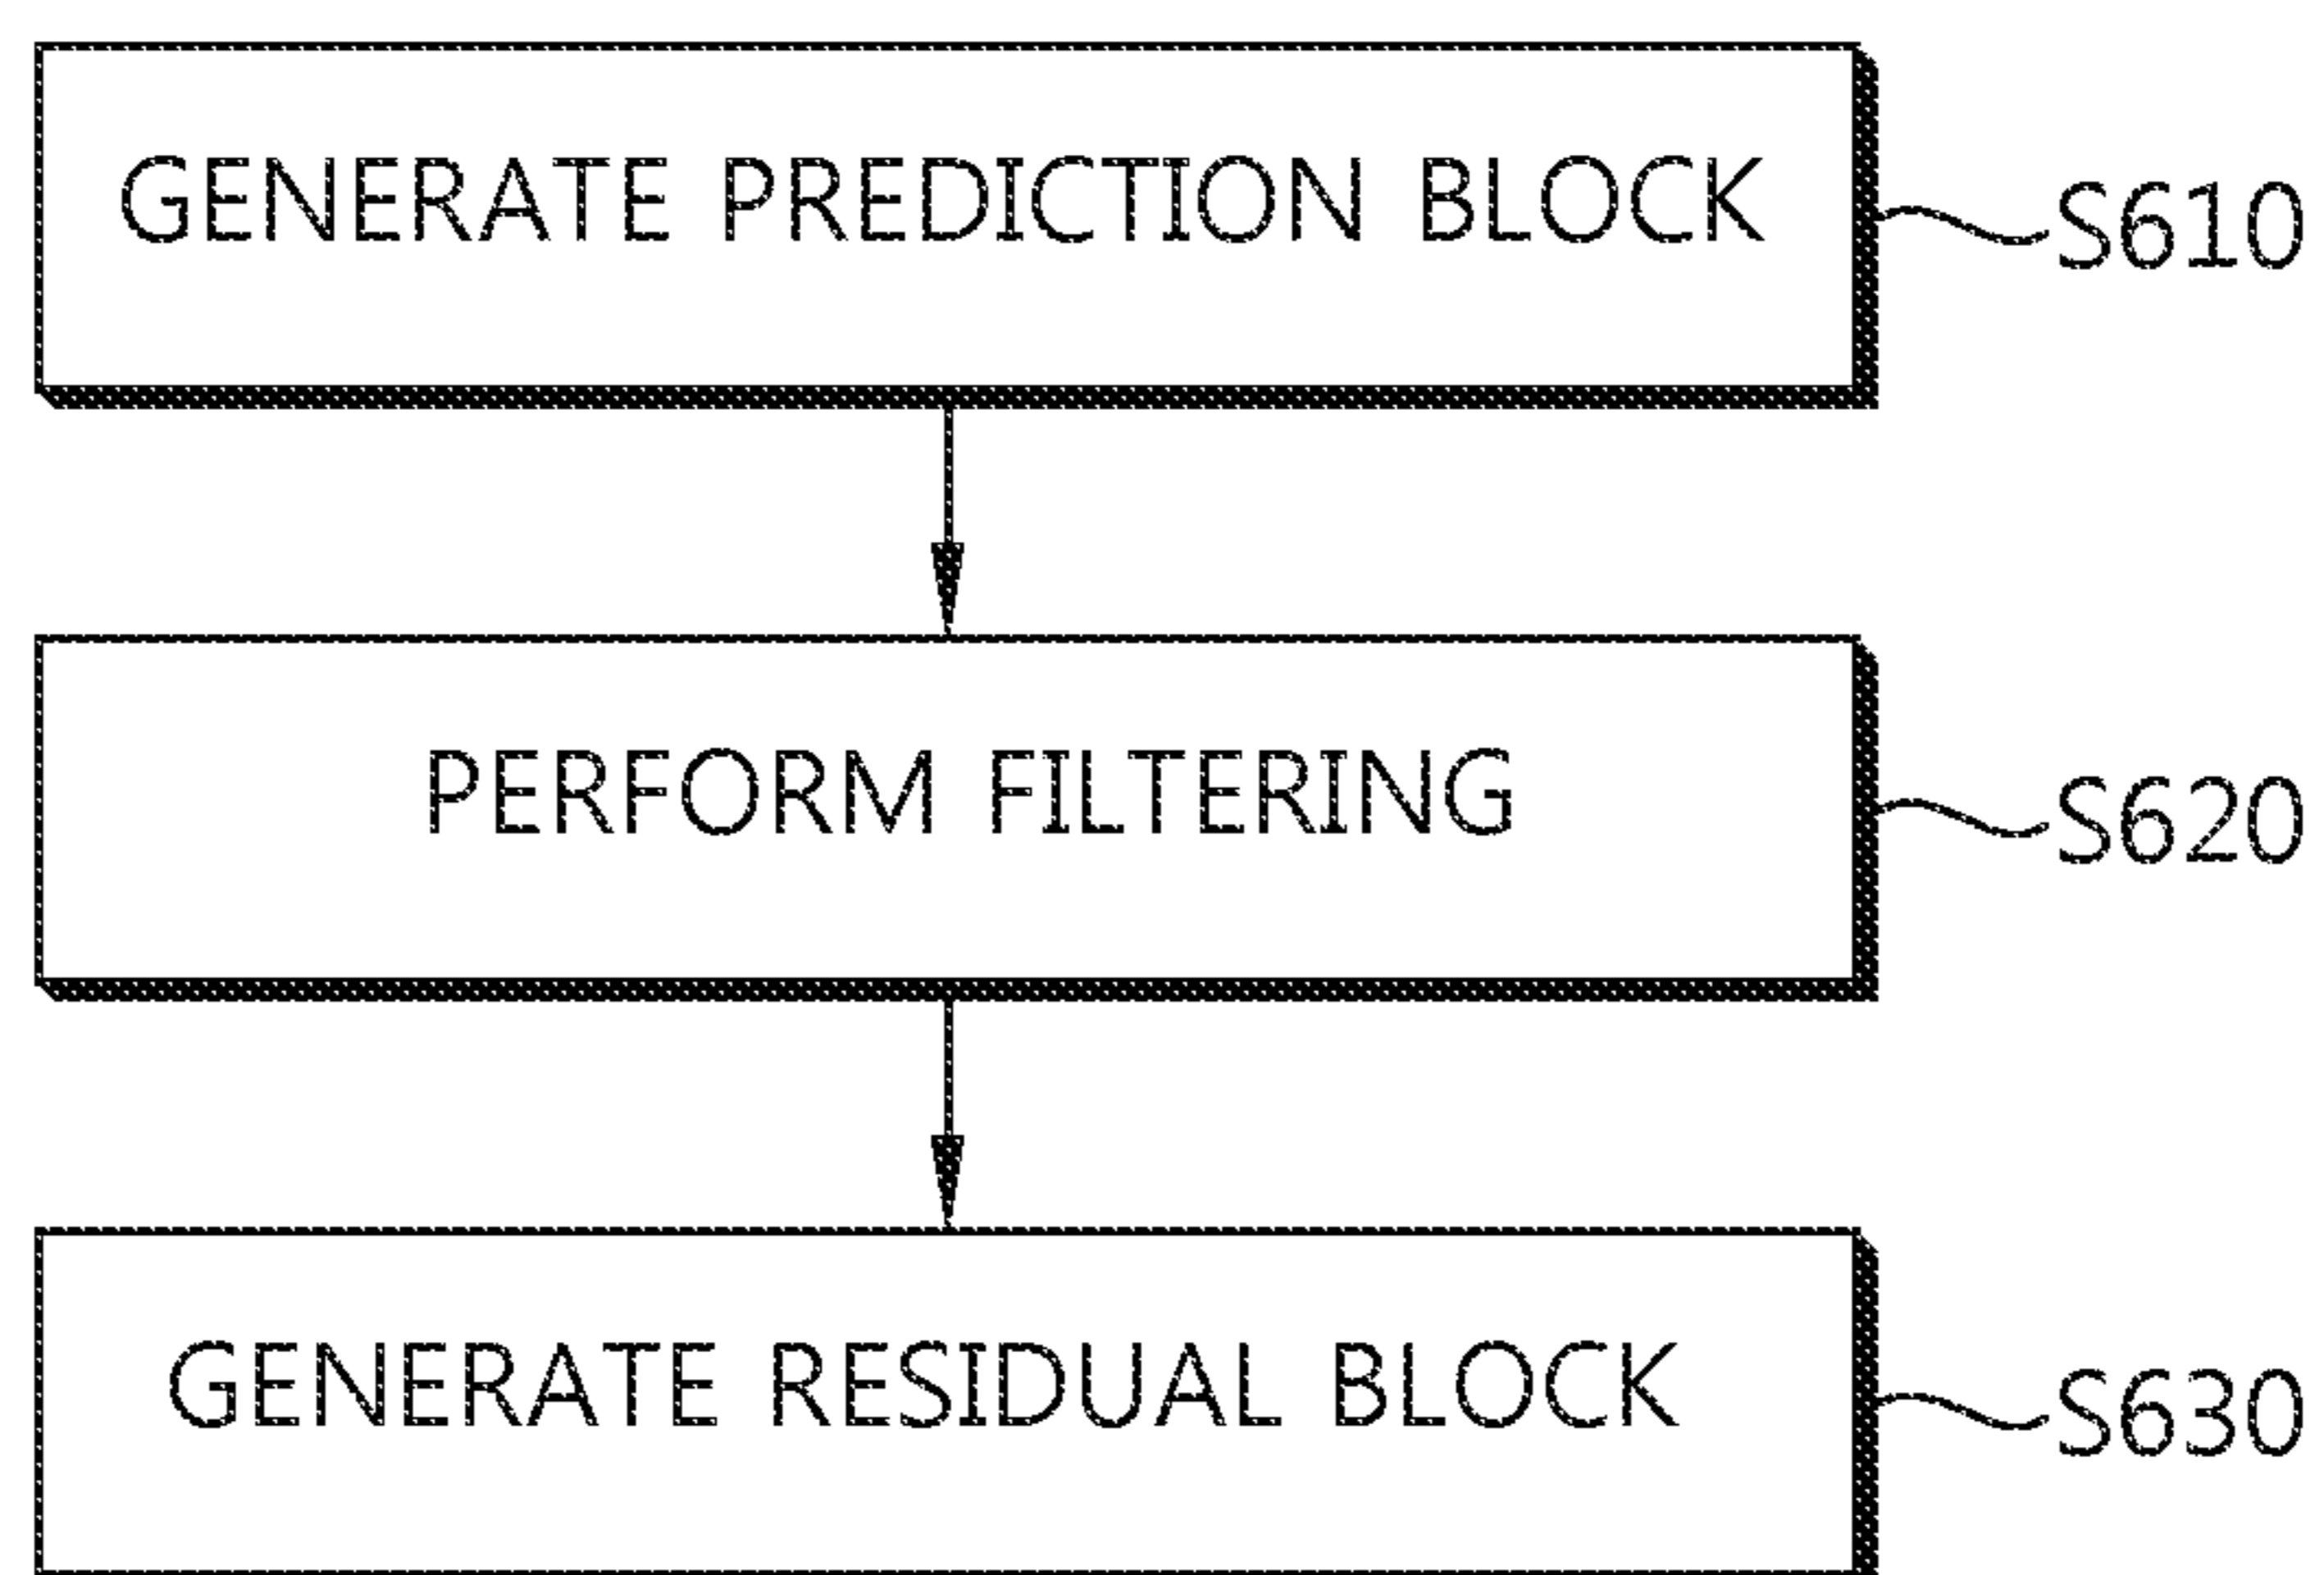 GENERATE PREDICTION BLOCK
S610
PERFORM FILTERING
S620
GENERATE RESIDUAL BLOCK
S630